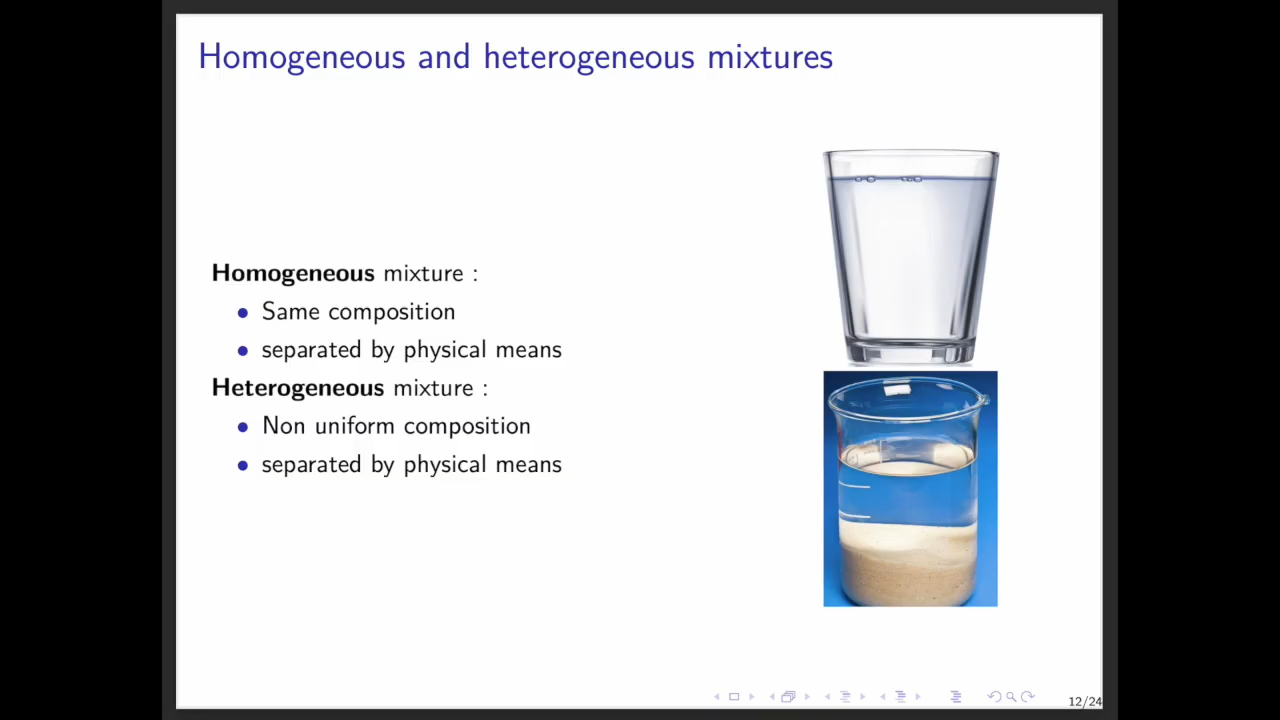 Homogeneous and heterogeneous mixtures
Homogeneous mixture :
• Same composition
• separated by physical means
Heterogeneous mixture :
• Non uniform composition
• separated by physical means
12/24